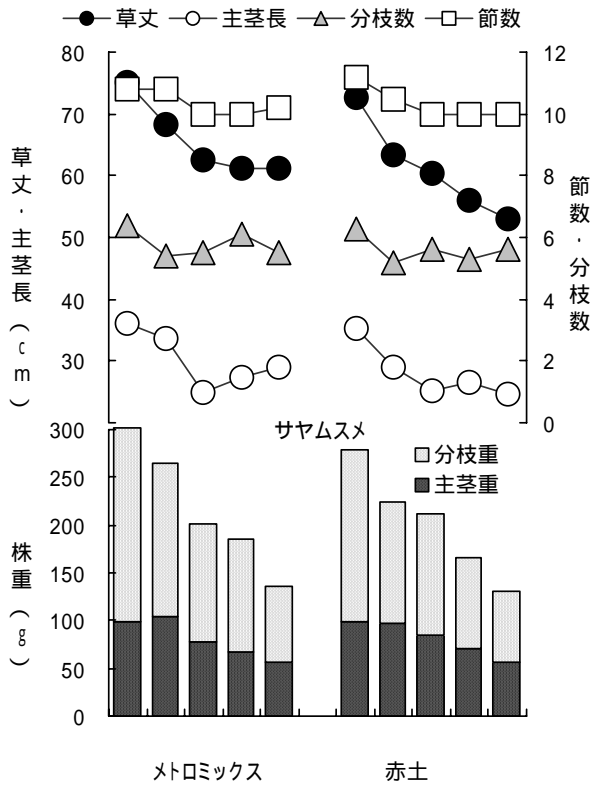 草丈 主茎長 分枝数 節数
80
70
60
50
40
30
草丈・主茎長(cm)
12
10
8
6
4
2
0
節数・分枝数
サヤムスメ
300
250
200
150
100
50
0
株重(g)
分枝重
主茎重
メトロミックス 赤土